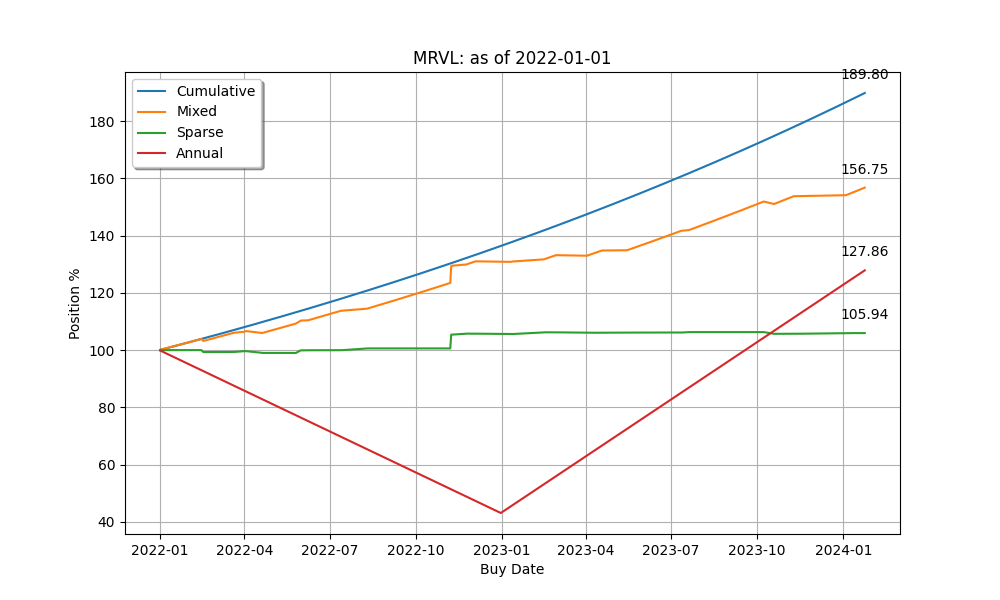 MRVL: as of 2022-01-01
Cumulative
Mixed
Sparse
Annual
189.80
156.75
127.86
105.94
Position %
180
160
140
120
100
80
60
40
2022-01 2022-04 2022-07 2022-10 2023-01 2023-04 2023-07 2023-10 2024-01
Buy Date